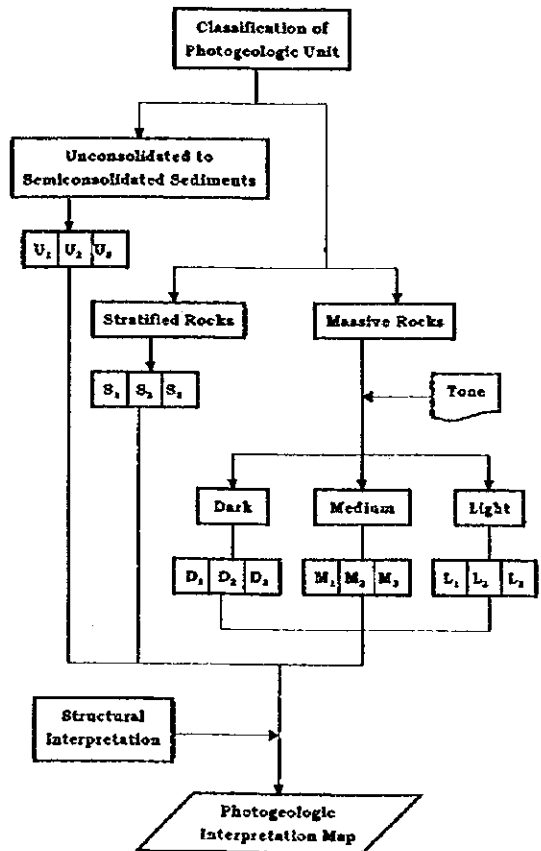 Classification of
Photogeologic Unit
Unconsolidated to
Semiconsolidated Sediments
U₁ U₂ U₃
Stratified Rocks
Massive Rocks
S₁ S₂ S₃
Tone
Dark
Medium
Light
D₁ D₂ D₃
M₁ M₂ M₃
L₁ L₂ L₃
Structural
Interpretation
Photogeologic
Interpretation Map